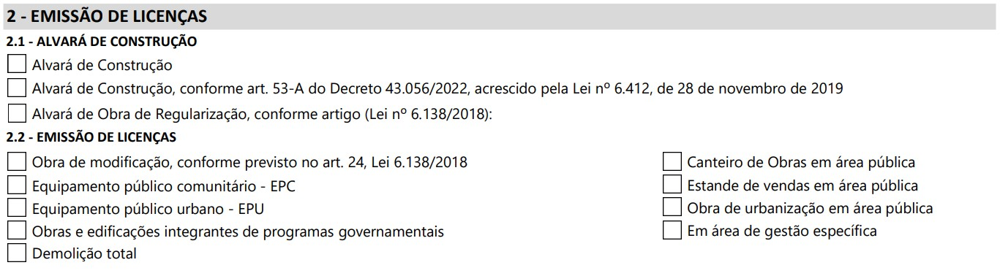 2 - EMISSÃO DE LICENÇAS
2.1 - ALVARÁ DE CONSTRUÇÃO
Alvará de Construção
Alvará de Construção, conforme art. 53-A do Decreto 43.056/2022, acrescido pela Lei nº 6.412, de 28 de novembro de 2019
Alvará de Obra de Regularização, conforme artigo (Lei nº 6.138/2018):
2.2 - EMISSÃO DE LICENÇAS
Obra de modificação, conforme previsto no art. 24, Lei 6.138/2018
Equipamento público comunitário - EPC
Equipamento público urbano - EPU
Obras e edificações integrantes de programas governamentais
Demolição total
Canteiro de Obras em área pública
Estande de vendas em área pública
Obra de urbanização em área pública
Em área de gestão específica